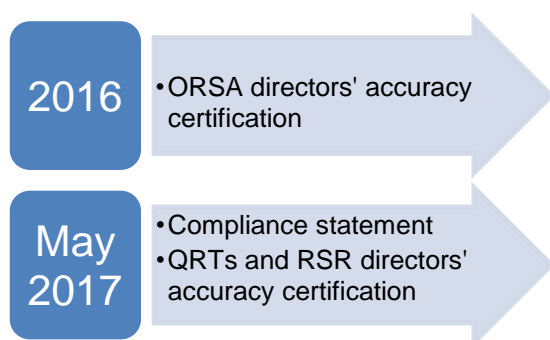 2016
•ORSA directors' accuracy
certification
May
2017
•Compliance statement
•QRTs and RSR directors'
accuracy certification